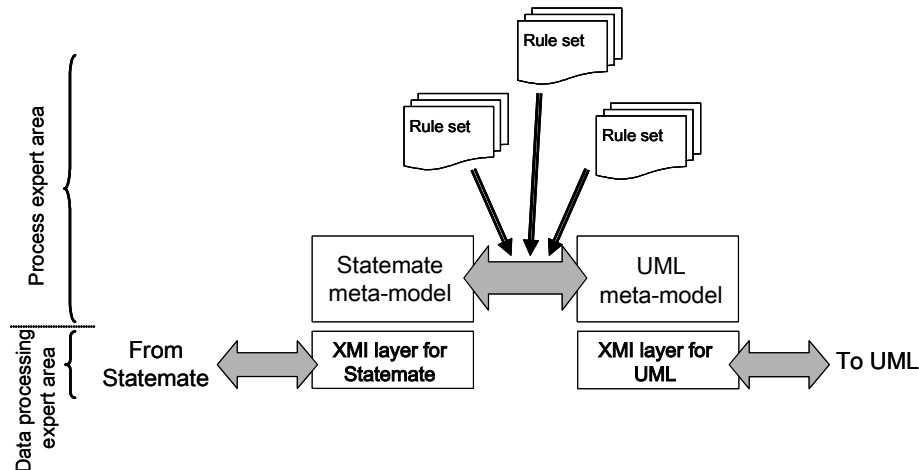 Rule set
Rule set
Rule set
Process expert area
Statemate
meta-model
UML
meta-model
Data processing
expert area
From
Statemate
XMI layer for
Statemate
XMI layer for
UML
To UML